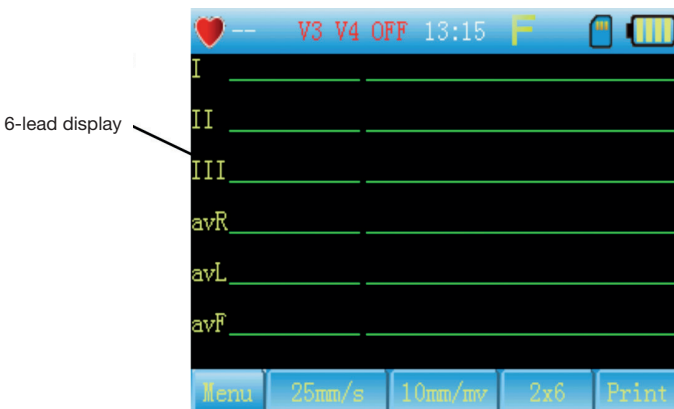 -- V3 V4 OFF 13:15 F
I
II
6-lead display
III
avR
avL
avF
Menu 25mm/s 10mm/mv 2x6 Print